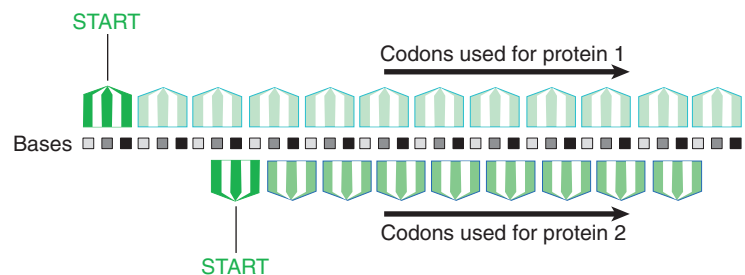 START
Codons used for protein 1
Bases
Codons used for protein 2
START